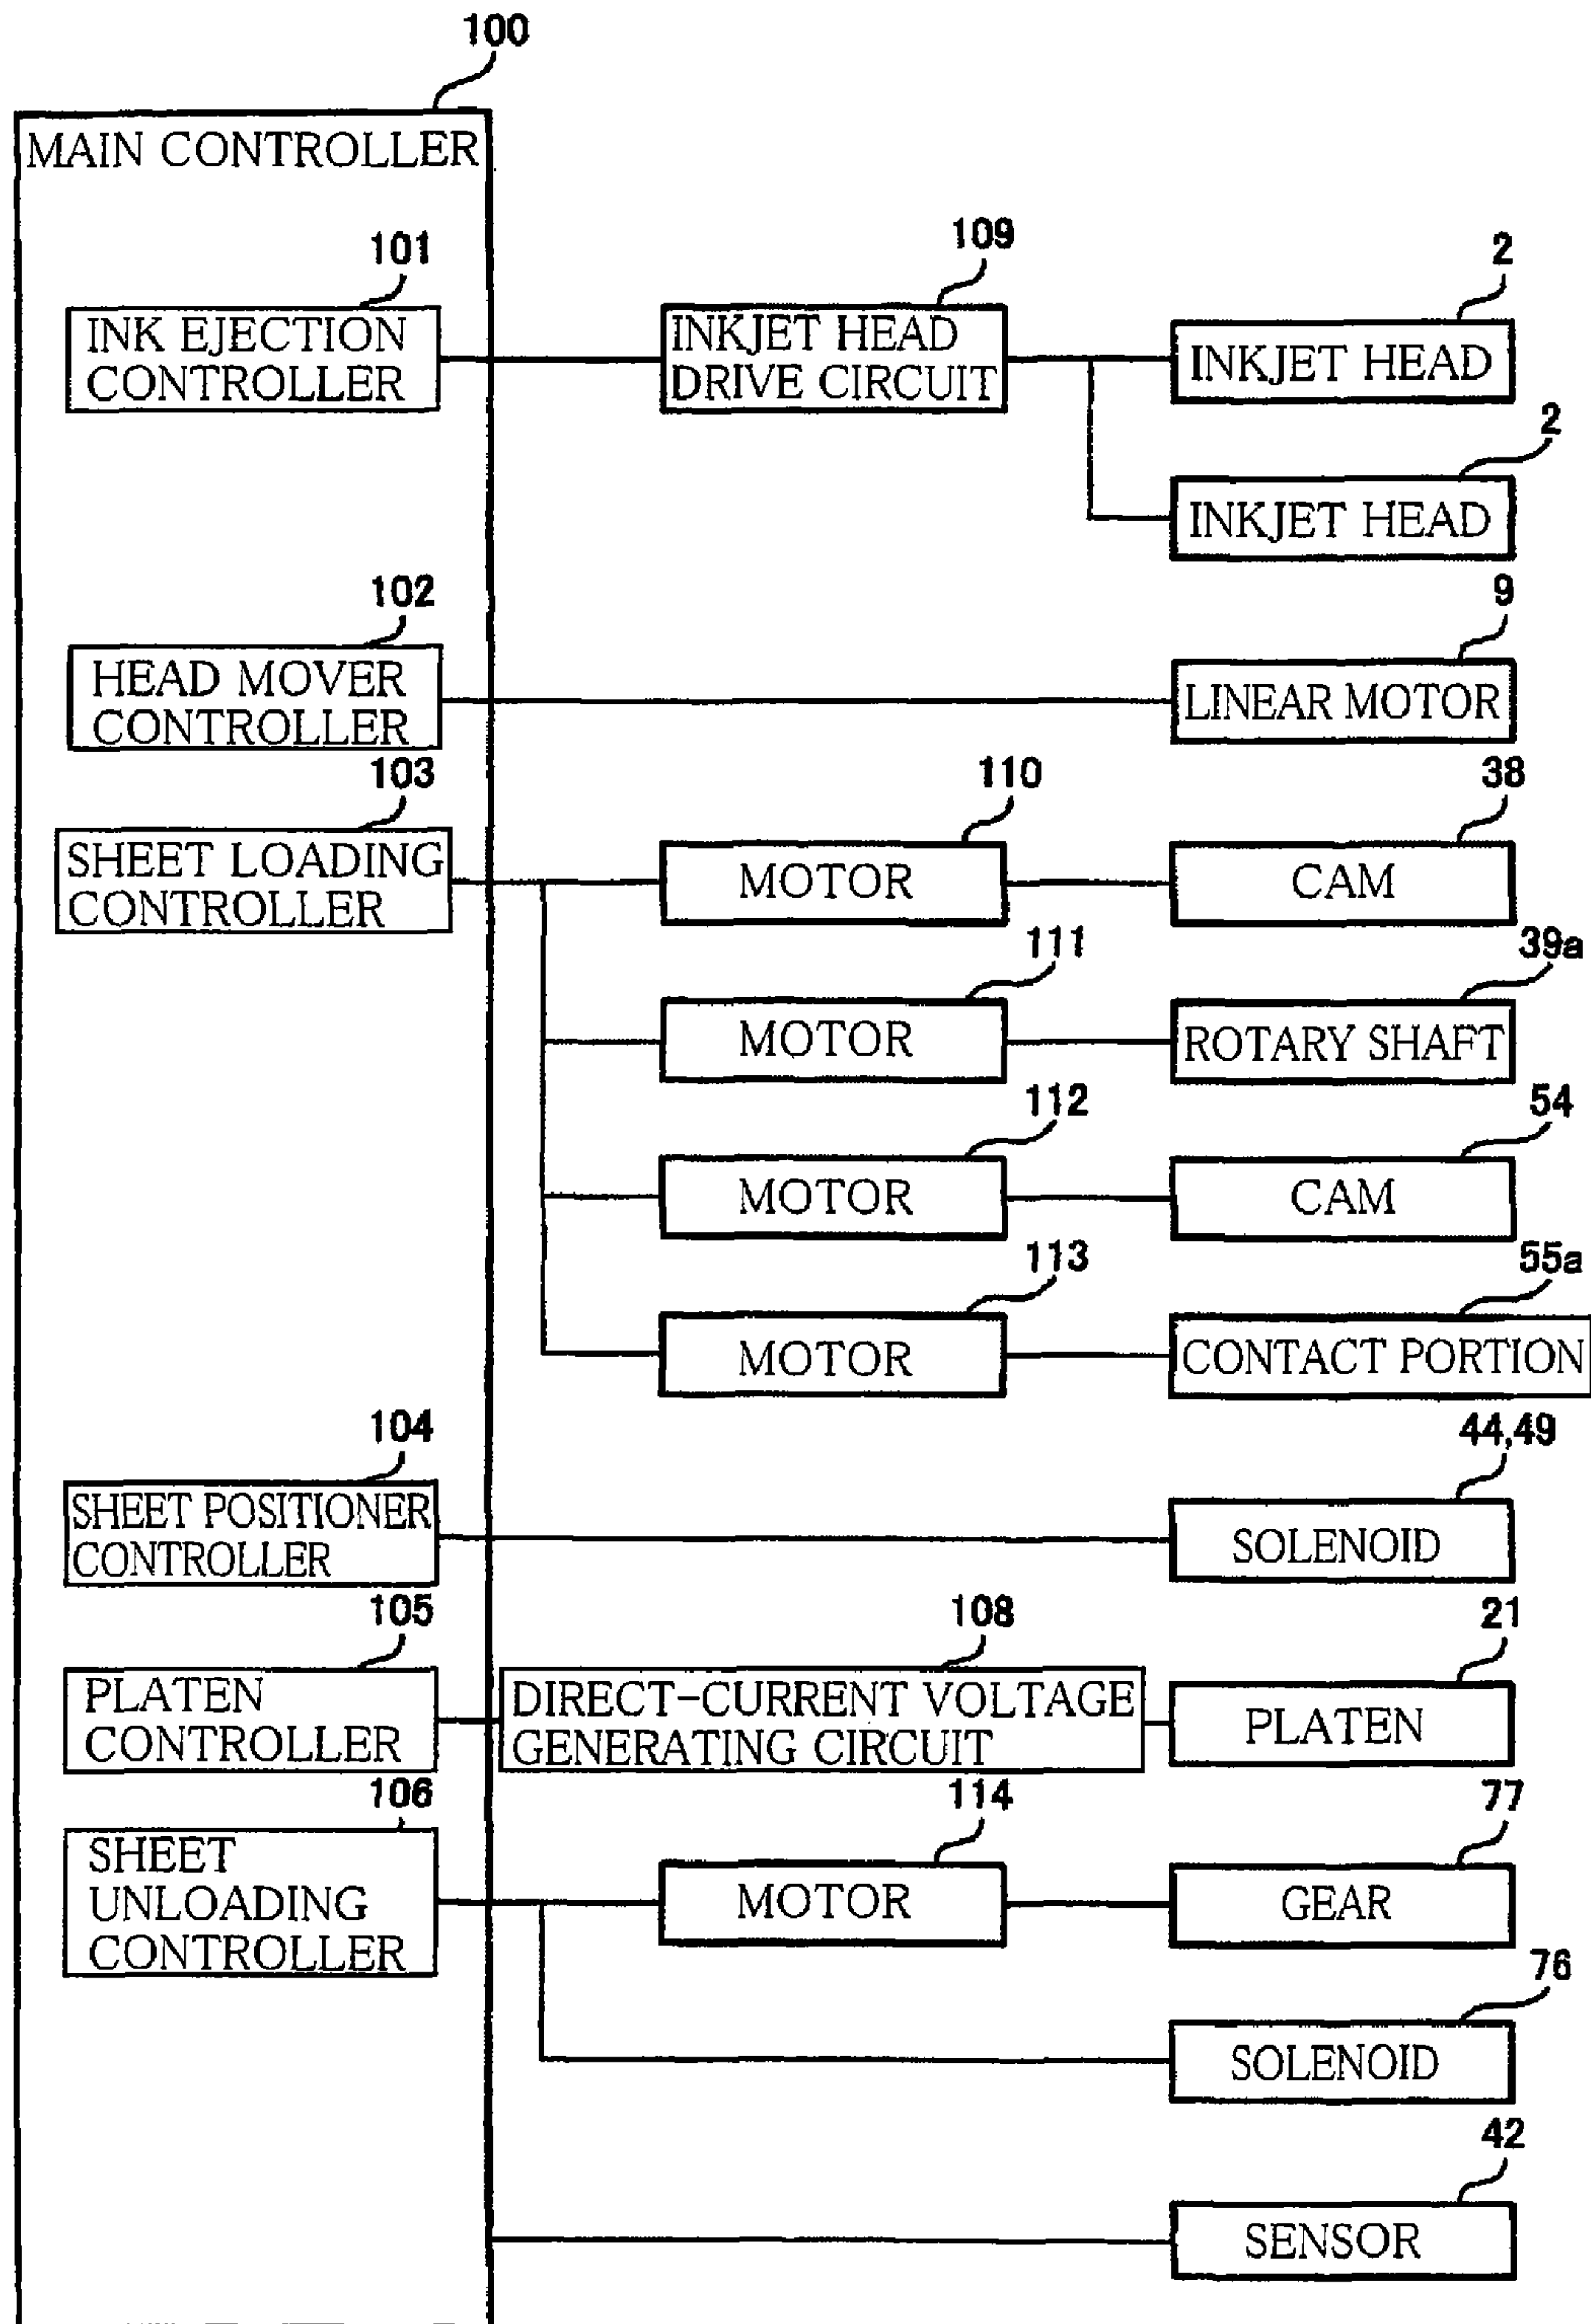 100
MAIN CONTROLLER
101
109
2
INK EJECTION
CONTROLLER
INKJET HEAD
DRIVE CIRCUIT
INKJET HEAD
2
INKJET HEAD
102
9
HEAD MOVER
CONTROLLER
LINEAR MOTOR
103
110
38
SHEET LOADING
CONTROLLER
MOTOR
CAM
111
39a
MOTOR
ROTARY SHAFT
112
54
MOTOR
CAM
113
55a
MOTOR
CONTACT PORTION
104
44,49
SHEET POSITIONER
CONTROLLER
SOLENOID
105
108
21
PLATEN
CONTROLLER
DIRECT-CURRENT VOLTAGE
GENERATING CIRCUIT
PLATEN
106
114
77
SHEET
UNLOADING
CONTROLLER
MOTOR
GEAR
76
SOLENOID
42
SENSOR